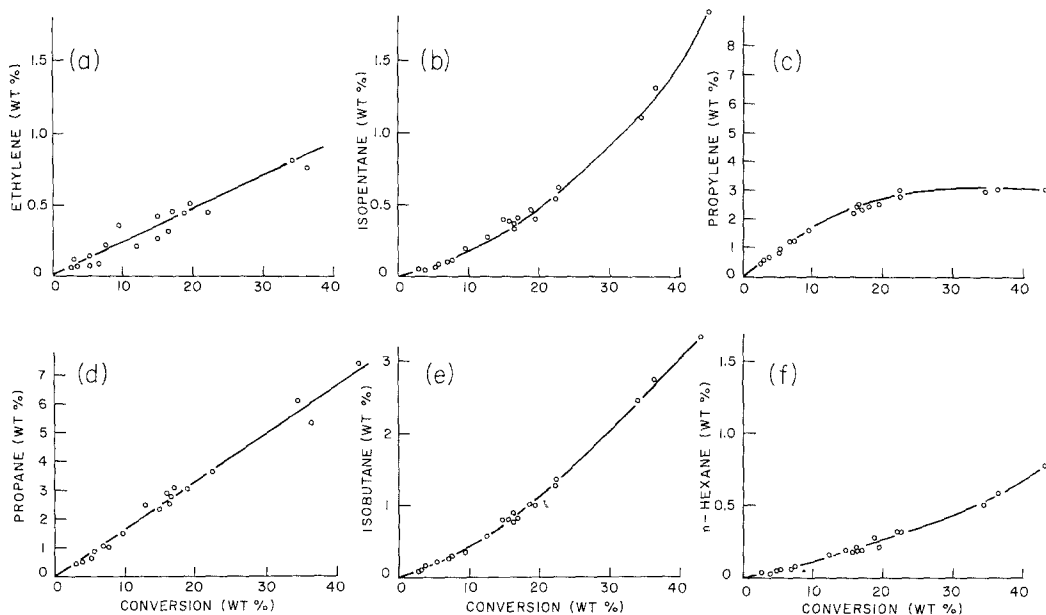 (a)
ETHYLENE (WT %)
1.5
1.0
0.5
0
0 10 20 30 40
(b)
ISOPENTANE (WT %)
1.5
1.0
0.5
0
0 10 20 30 40
(c)
PROPYLENE (WT %)
8
7
6
5
4
3
2
1
0
0 10 20 30 40
(d)
PROPANE (WT %)
7
6
5
4
3
2
1
0
0 10 20 30 40
CONVERSION (WT %)
(e)
ISOBUTANE (WT %)
3
2
1
0
0 10 20 30 40
CONVERSION (WT %)
(f)
n-HEXANE (WT %)
1.5
1.0
0.5
0
0 10 20 30 40
CONVERSION (WT %)